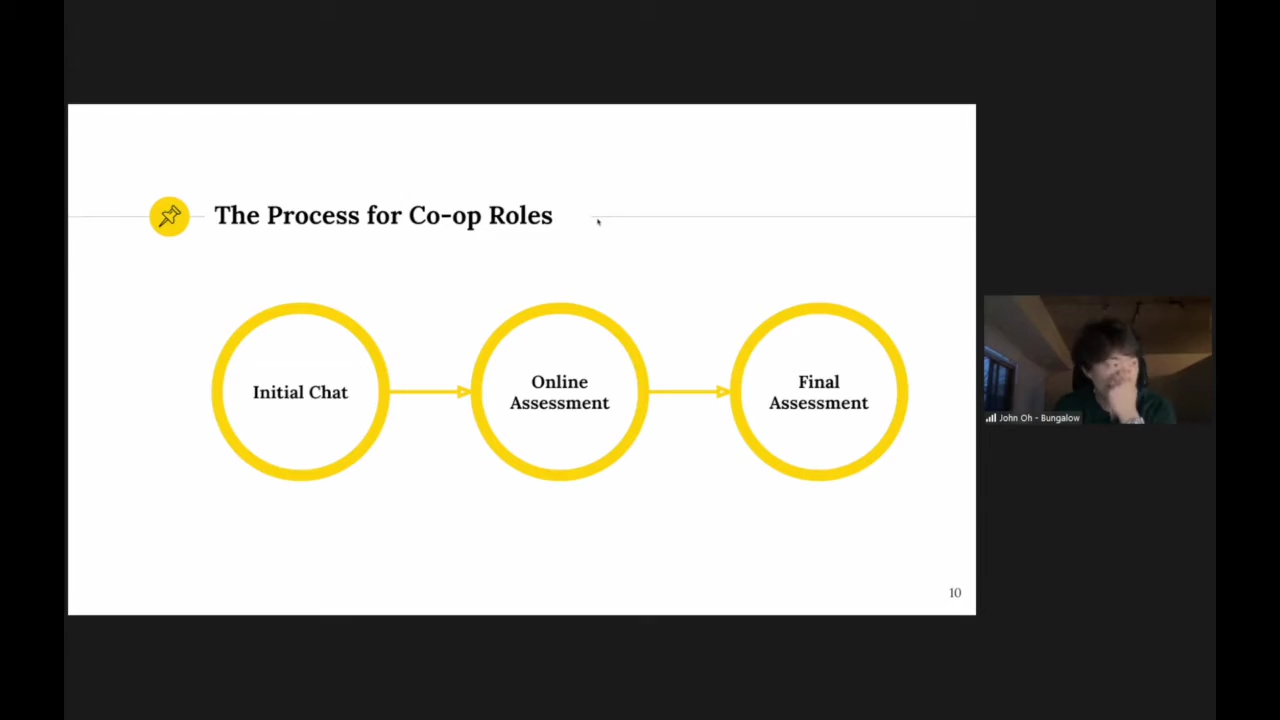 The Process for Co-op Roles
Initial Chat
Online
Assessment
Final
Assessment
John Oh - Bungalow
10